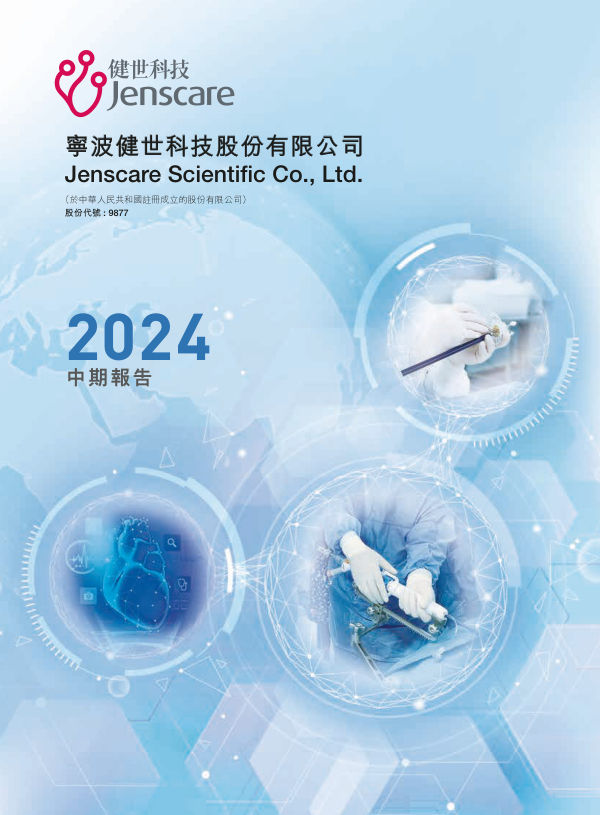 健世科技
Jenscare
寧波健世科技股份有限公司
Jenscare Scientific Co., Ltd.
（於中華人民共和國註冊成立的股份有限公司）
股份代號 : 9877
2024
中期報告